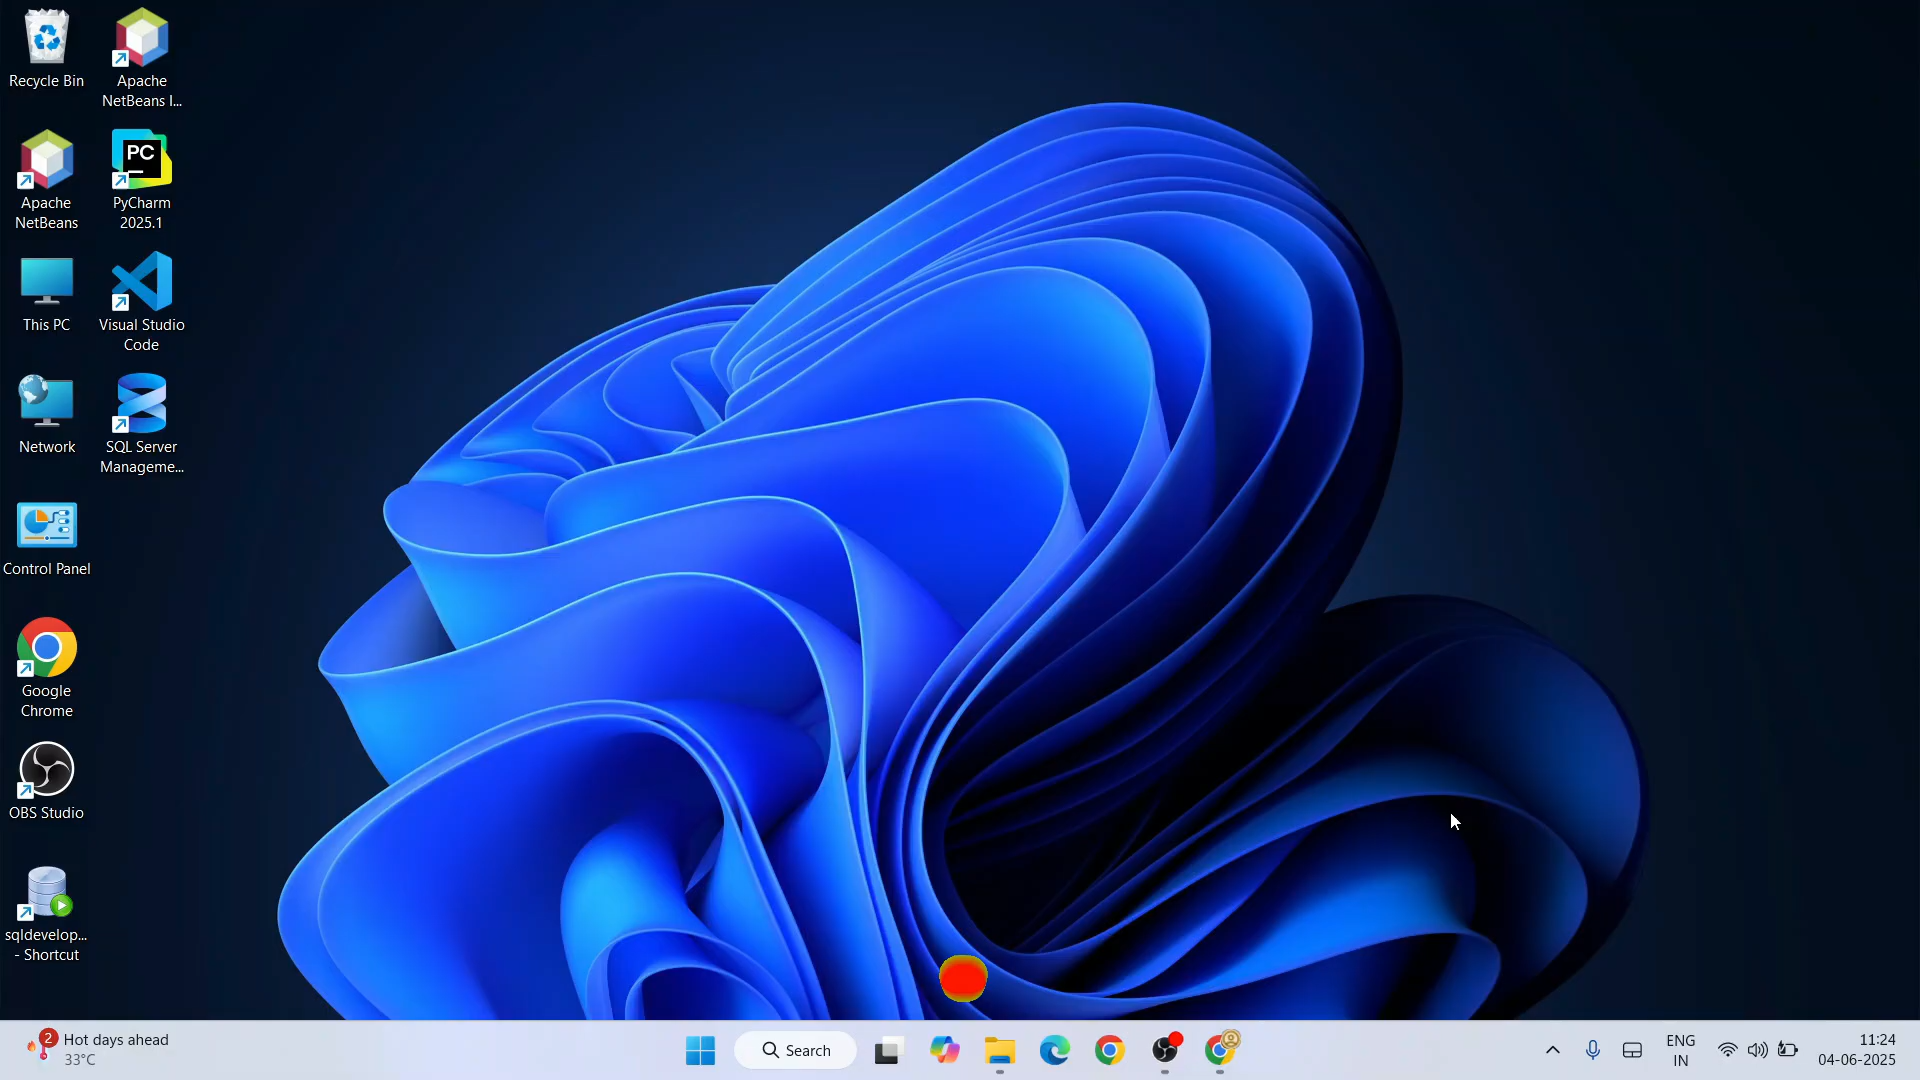 Recycle Bin
Apache
NetBeans I...
Apache
NetBeans
PC
PyCharm
2025.1
This PC
Visual Studio
Code
Network
SQL Server
Manageme...
Control Panel
Google
Chrome
OBS Studio
sqldevelop...
- Shortcut
2
Hot days ahead
33°C
Search
ENG
IN
11:24
04-06-2025